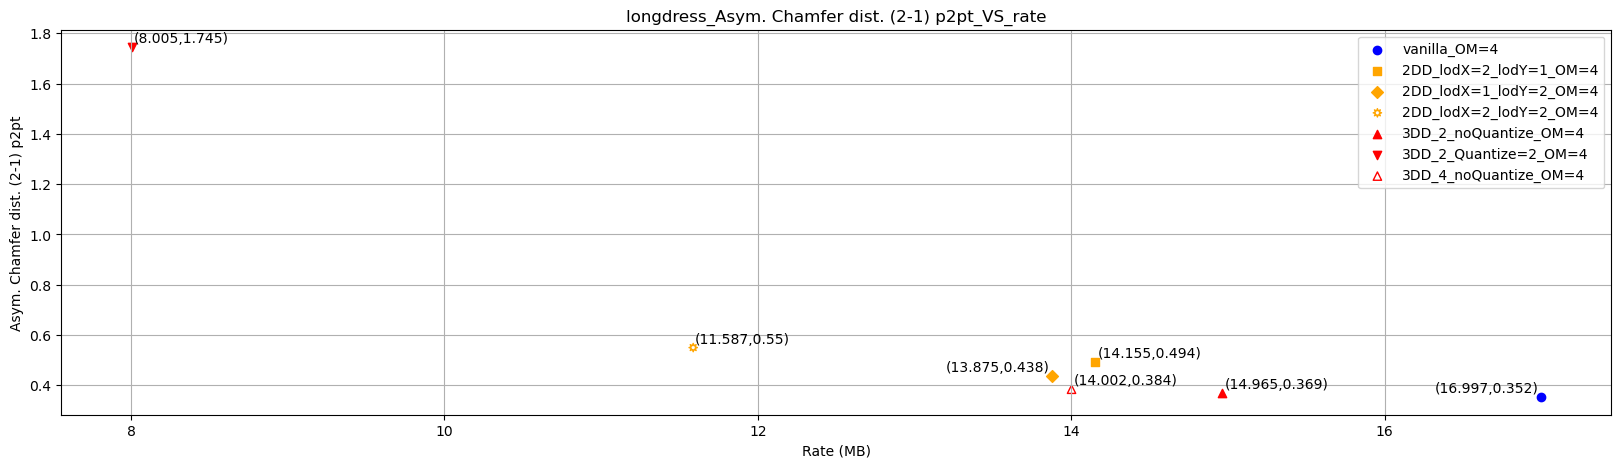 longdress_Asym. Chamfer dist. (2-1) p2pt_VS_rate
Asym. Chamfer dist. (2-1) p2pt
1.8
1.6
1.4
1.2
1.0
0.8
0.6
0.4
(8.005,1.745)
(11.587,0.55)
(13.875,0.438)
(14.155,0.494)
(14.002,0.384)
(14.965,0.369)
(16.997,0.352)
vanilla_OM=4
2DD_lodX=2_lodY=1_OM=4
2DD_lodX=1_lodY=2_OM=4
2DD_lodX=2_lodY=2_OM=4
3DD_2_noQuantize_OM=4
3DD_2_Quantize=2_OM=4
3DD_4_noQuantize_OM=4
8
10
12
14
16
Rate (MB)